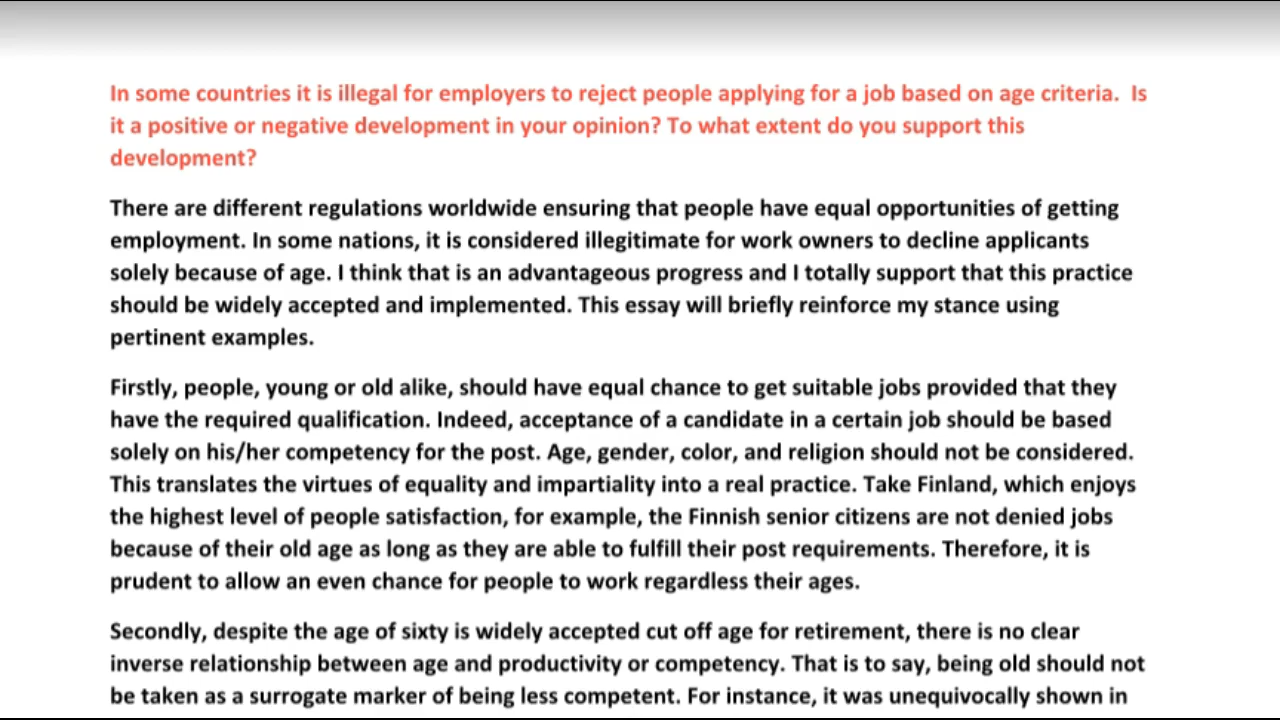 In some countries it is illegal for employers to reject people applying for a job based on age criteria.  Is
it a positive or negative development in your opinion? To what extent do you support this
development?
There are different regulations worldwide ensuring that people have equal opportunities of getting
employment. In some nations, it is considered illegitimate for work owners to decline applicants
solely because of age. I think that is an advantageous progress and I totally support that this practice
should be widely accepted and implemented. This essay will briefly reinforce my stance using
pertinent examples.
Firstly, people, young or old alike, should have equal chance to get suitable jobs provided that they
have the required qualification. Indeed, acceptance of a candidate in a certain job should be based
solely on his/her competency for the post. Age, gender, color, and religion should not be considered.
This translates the virtues of equality and impartiality into a real practice. Take Finland, which enjoys
the highest level of people satisfaction, for example, the Finnish senior citizens are not denied jobs
because of their old age as long as they are able to fulfill their post requirements. Therefore, it is
prudent to allow an even chance for people to work regardless their ages.
Secondly, despite the age of sixty is widely accepted cut off age for retirement, there is no clear
inverse relationship between age and productivity or competency. That is to say, being old should not
be taken as a surrogate marker of being less competent. For instance, it was unequivocally shown in